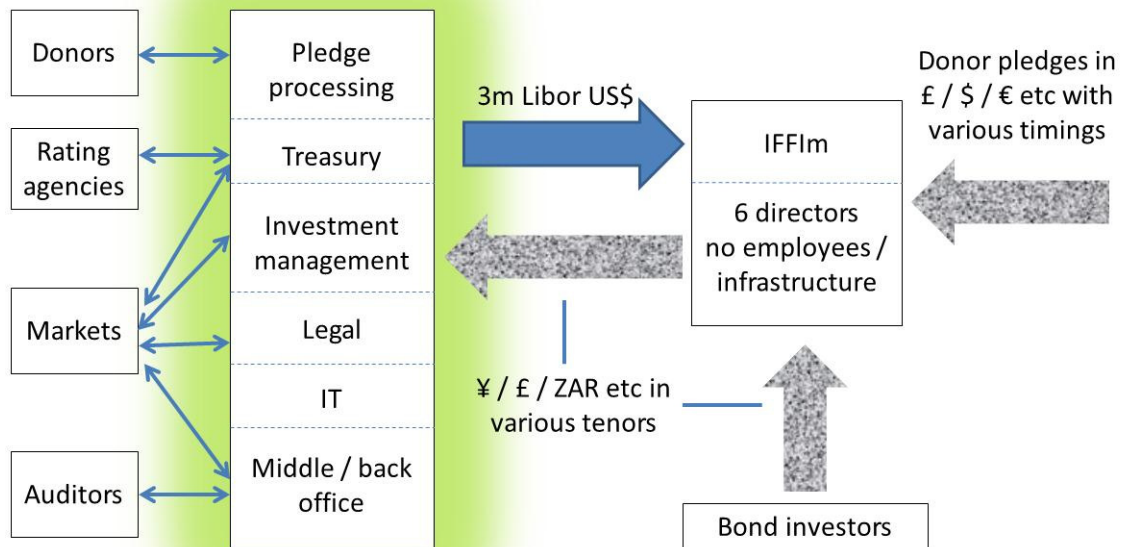 Donors
Rating
agencies
Markets
Auditors
Pledge
processing
Treasury
Investment
management
Legal
IT
Middle / back
office
3m Libor US$
¥ / £ / ZAR etc in
various tenors
IFFIm
6 directors
no employees /
infrastructure
Bond investors
Donor pledges in
£ / $ / € etc with
various timings